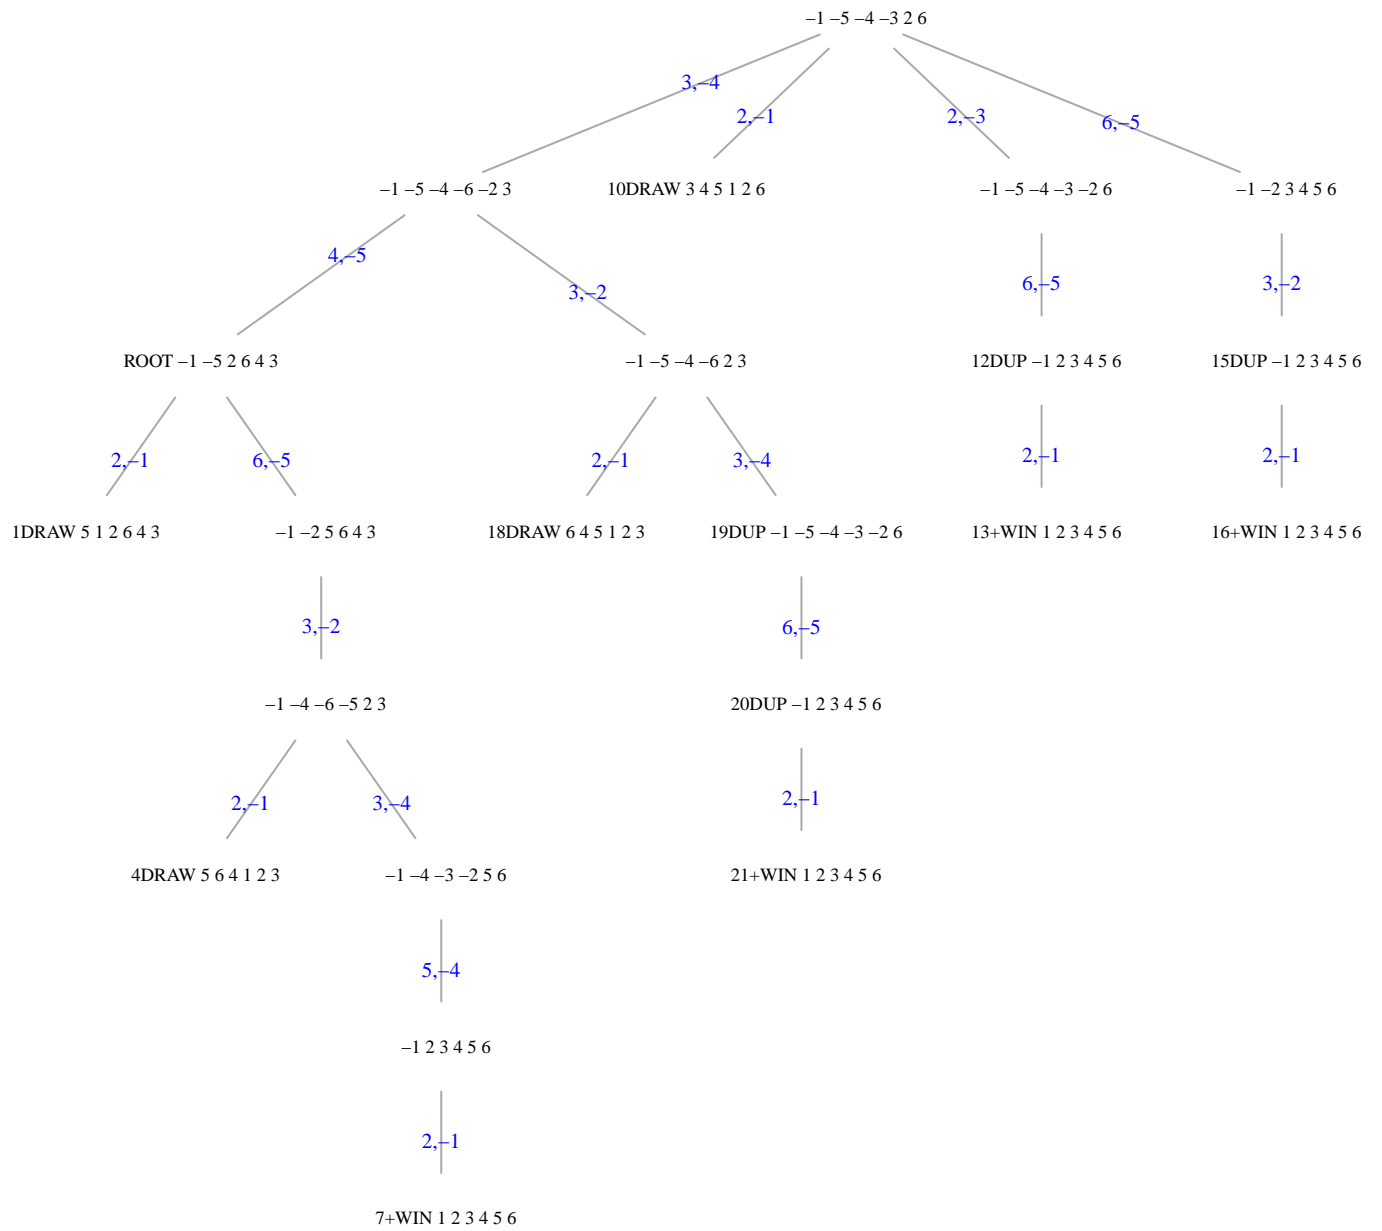 −1 −5 −4 −3 2 6
3,−4
2,−1
2,−3
6,−5
−1 −5 −4 −6 −2 3
10DRAW 3 4 5 1 2 6
−1 −5 −4 −3 −2 6
−1 −2 3 4 5 6
4,−5
3,−2
6,−5
3,−2
ROOT −1 −5 2 6 4 3
−1 −5 −4 −6 2 3
12DUP −1 2 3 4 5 6
15DUP −1 2 3 4 5 6
2,−1
6,−5
2,−1
3,−4
2,−1
2,−1
1DRAW 5 1 2 6 4 3
−1 −2 5 6 4 3
18DRAW 6 4 5 1 2 3
19DUP −1 −5 −4 −3 −2 6
13+WIN 1 2 3 4 5 6
16+WIN 1 2 3 4 5 6
3,−2
6,−5
−1 −4 −6 −5 2 3
20DUP −1 2 3 4 5 6
2,−1
3,−4
2,−1
4DRAW 5 6 4 1 2 3
−1 −4 −3 −2 5 6
21+WIN 1 2 3 4 5 6
5,−4
−1 2 3 4 5 6
2,−1
7+WIN 1 2 3 4 5 6